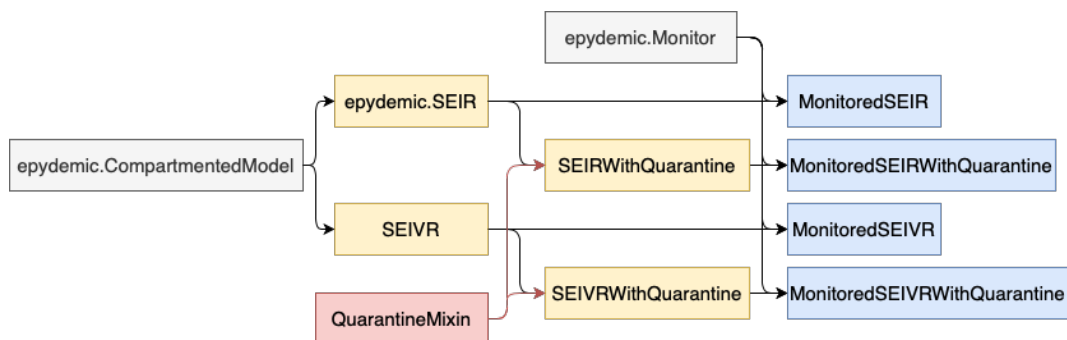 epydemic.Monitor
epydemic.SEIR
MonitoredSEIR
epydemic.CompartmentedModel
SEIRWithQuarantine
MonitoredSEIRWithQuarantine
SEIVR
MonitoredSEIVR
SEIVRWithQuarantine
MonitoredSEIVRWithQuarantine
QuarantineMixin